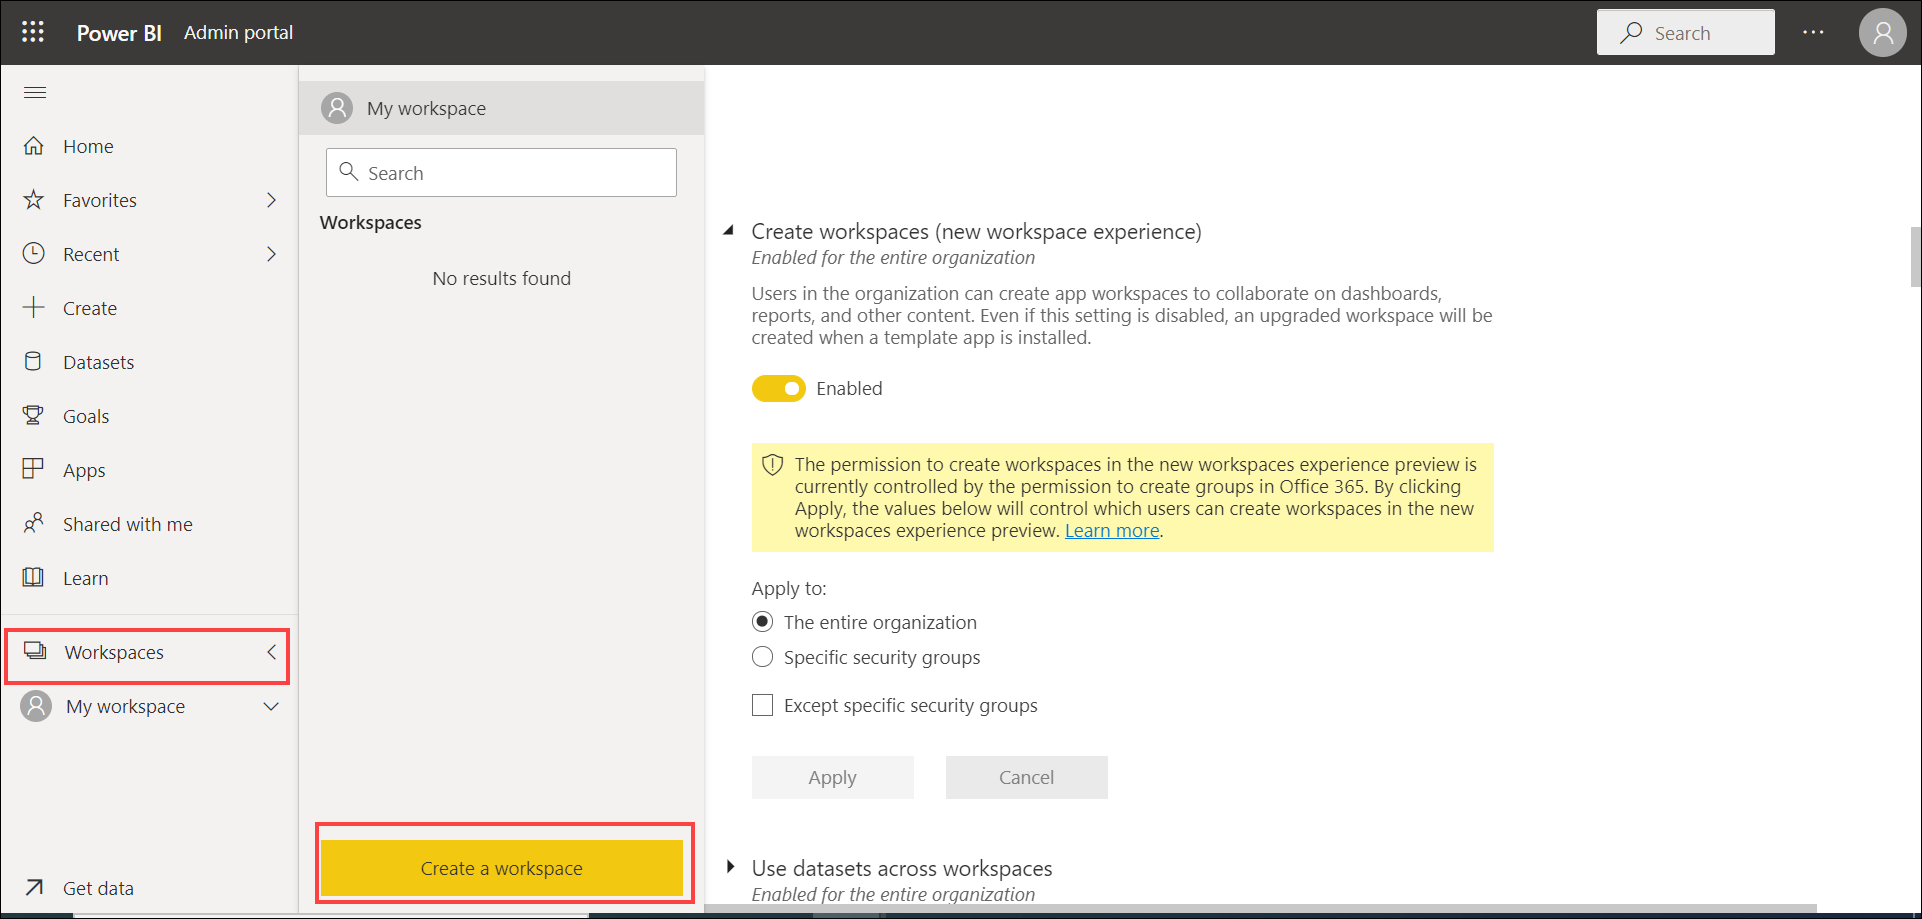 Power BI Admin portal
Search
Home
Favorites
Recent
Create
Datasets
Goals
Apps
Shared with me
Learn
Workspaces
My workspace
Get data
My workspace
Search
Workspaces
No results found
Create a workspace
Create workspaces (new workspace experience)
Enabled for the entire organization
Users in the organization can create app workspaces to collaborate on dashboards,
reports, and other content. Even if this setting is disabled, an upgraded workspace will be
created when a template app is installed.
Enabled
The permission to create workspaces in the new workspaces experience preview is
currently controlled by the permission to create groups in Office 365. By clicking
Apply, the values below will control which users can create workspaces in the new
workspaces experience preview. Learn more.
Apply to:
The entire organization
Specific security groups
Except specific security groups
Apply
Cancel
Use datasets across workspaces
Enabled for the entire organization